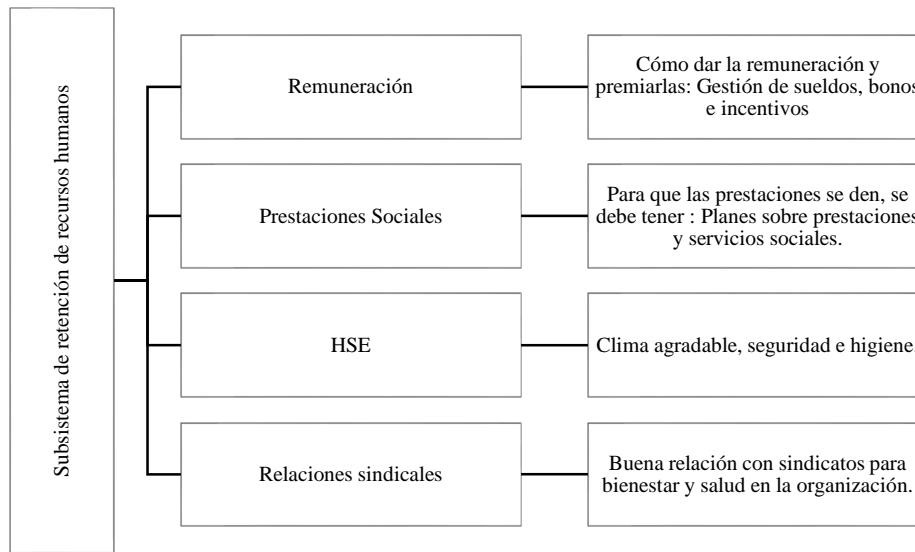 Subsistema de retención de recursos humanos
Remuneración
Cómo dar la remuneración y
premiarlas: Gestión de sueldos, bonos
e incentivos
Prestaciones Sociales
Para que las prestaciones se den, se
debe tener : Planes sobre prestaciones
y servicios sociales.
HSE
Clima agradable, seguridad e higiene.
Relaciones sindicales
Buena relación con sindicatos para
bienestar y salud en la organización.